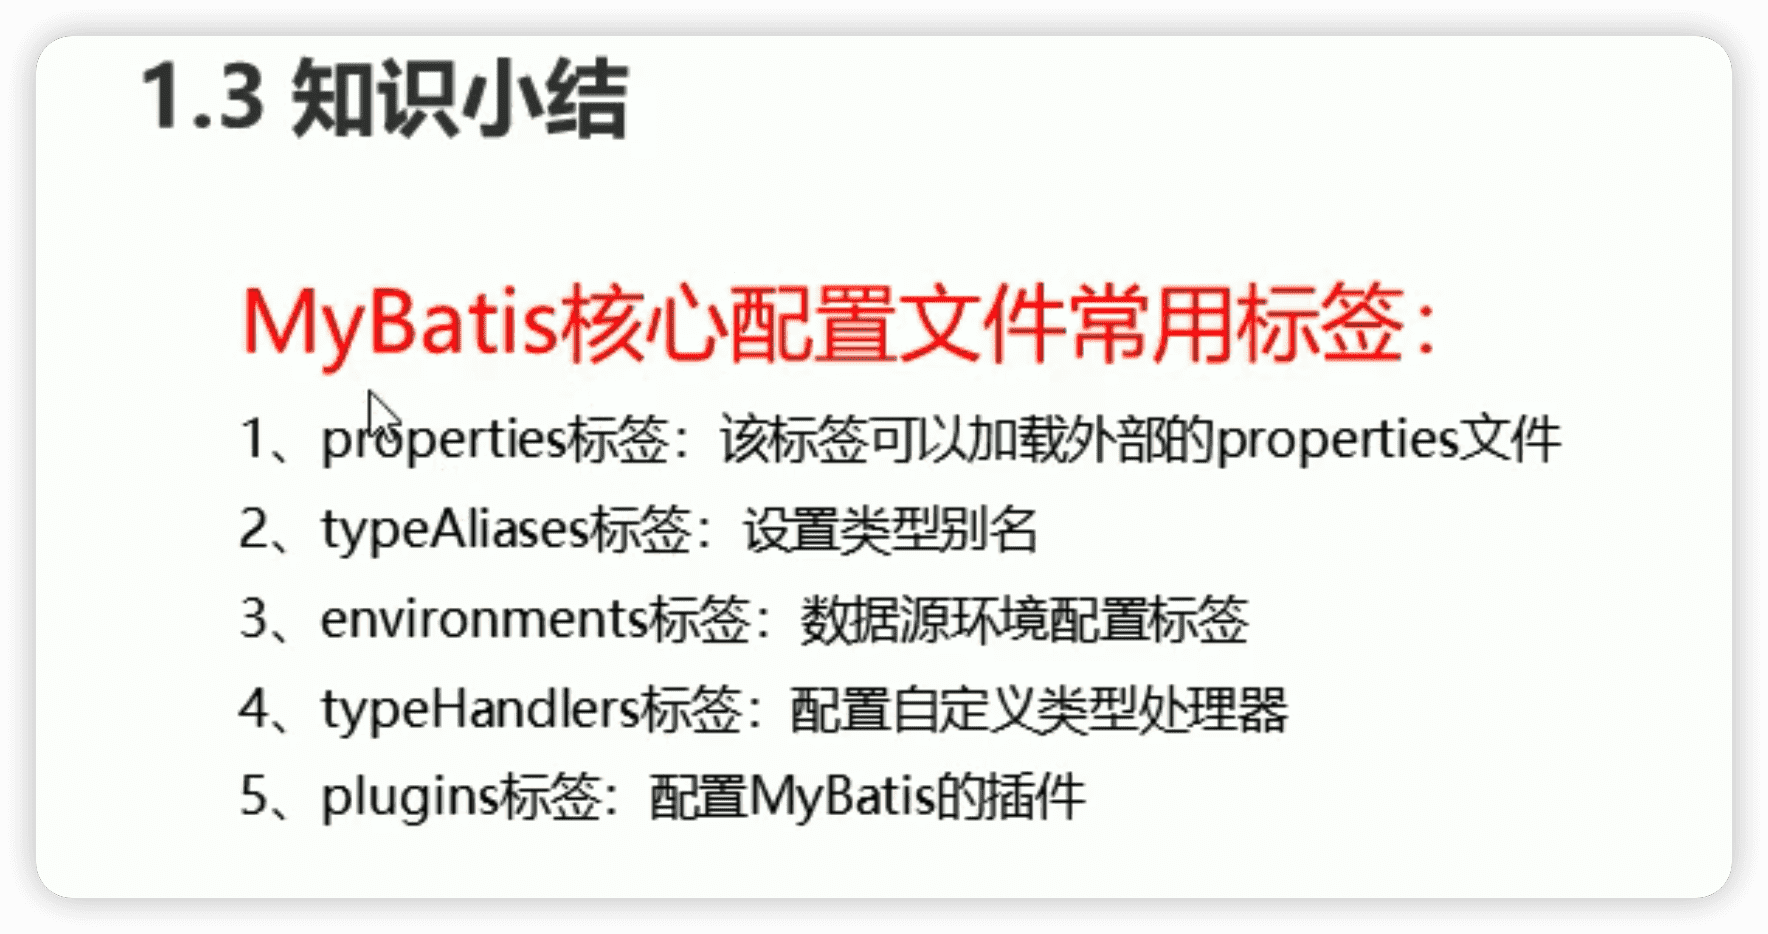 1.3 知识小结
MyBatis核心配置文件常用标签：
1、properties标签：该标签可以加载外部的properties文件
2、typeAliases标签：设置类型别名
3、environments标签：数据源环境配置标签
4、typeHandlers标签：配置自定义类型处理器
5、plugins标签：配置MyBatis的插件